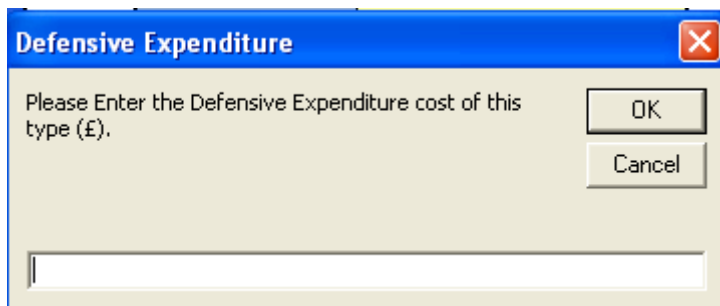 Defensive Expenditure
Please Enter the Defensive Expenditure cost of this
type (£).
OK
Cancel